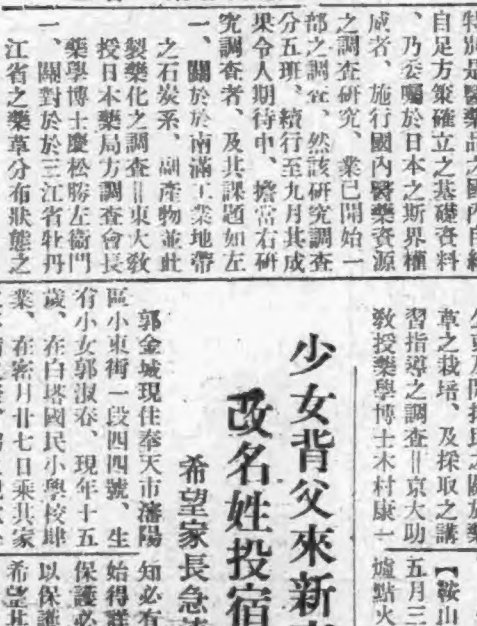 特別是醫藥品之國內自給
自足方策確立之基礎資料
、乃委囑於日本之斯界權
威者、施行國內醫藥資源
之調查研究、業已開始一
部之調查、然該研究調查
分五班、續行至九月其成
果令人期待中、擔當右研
究調查者、及其課題如左
一、關於於南滿工業地帶
之石炭系、副產物並此
製藥化之調查‖東大教
授日本藥局方調查會長
藥學博士慶松勝左衞門
一、關對於於三江省牡丹
江省之藥草分布狀態之
草之栽培、及採取之講
習指導之調查‖京大助
教授藥學博士木村康一
【鞍山
五月三
爐點火
少女背父來新
改名姓投宿
希望家長急
郭金城現住奉天市瀋陽
區小東街一段四四號、生
有小女郭淑春、現年十五
歲、在白塔國民小學校肄
業、在客月廿七日乘其家
知必有
始得詳
保護必
以保護
希望其